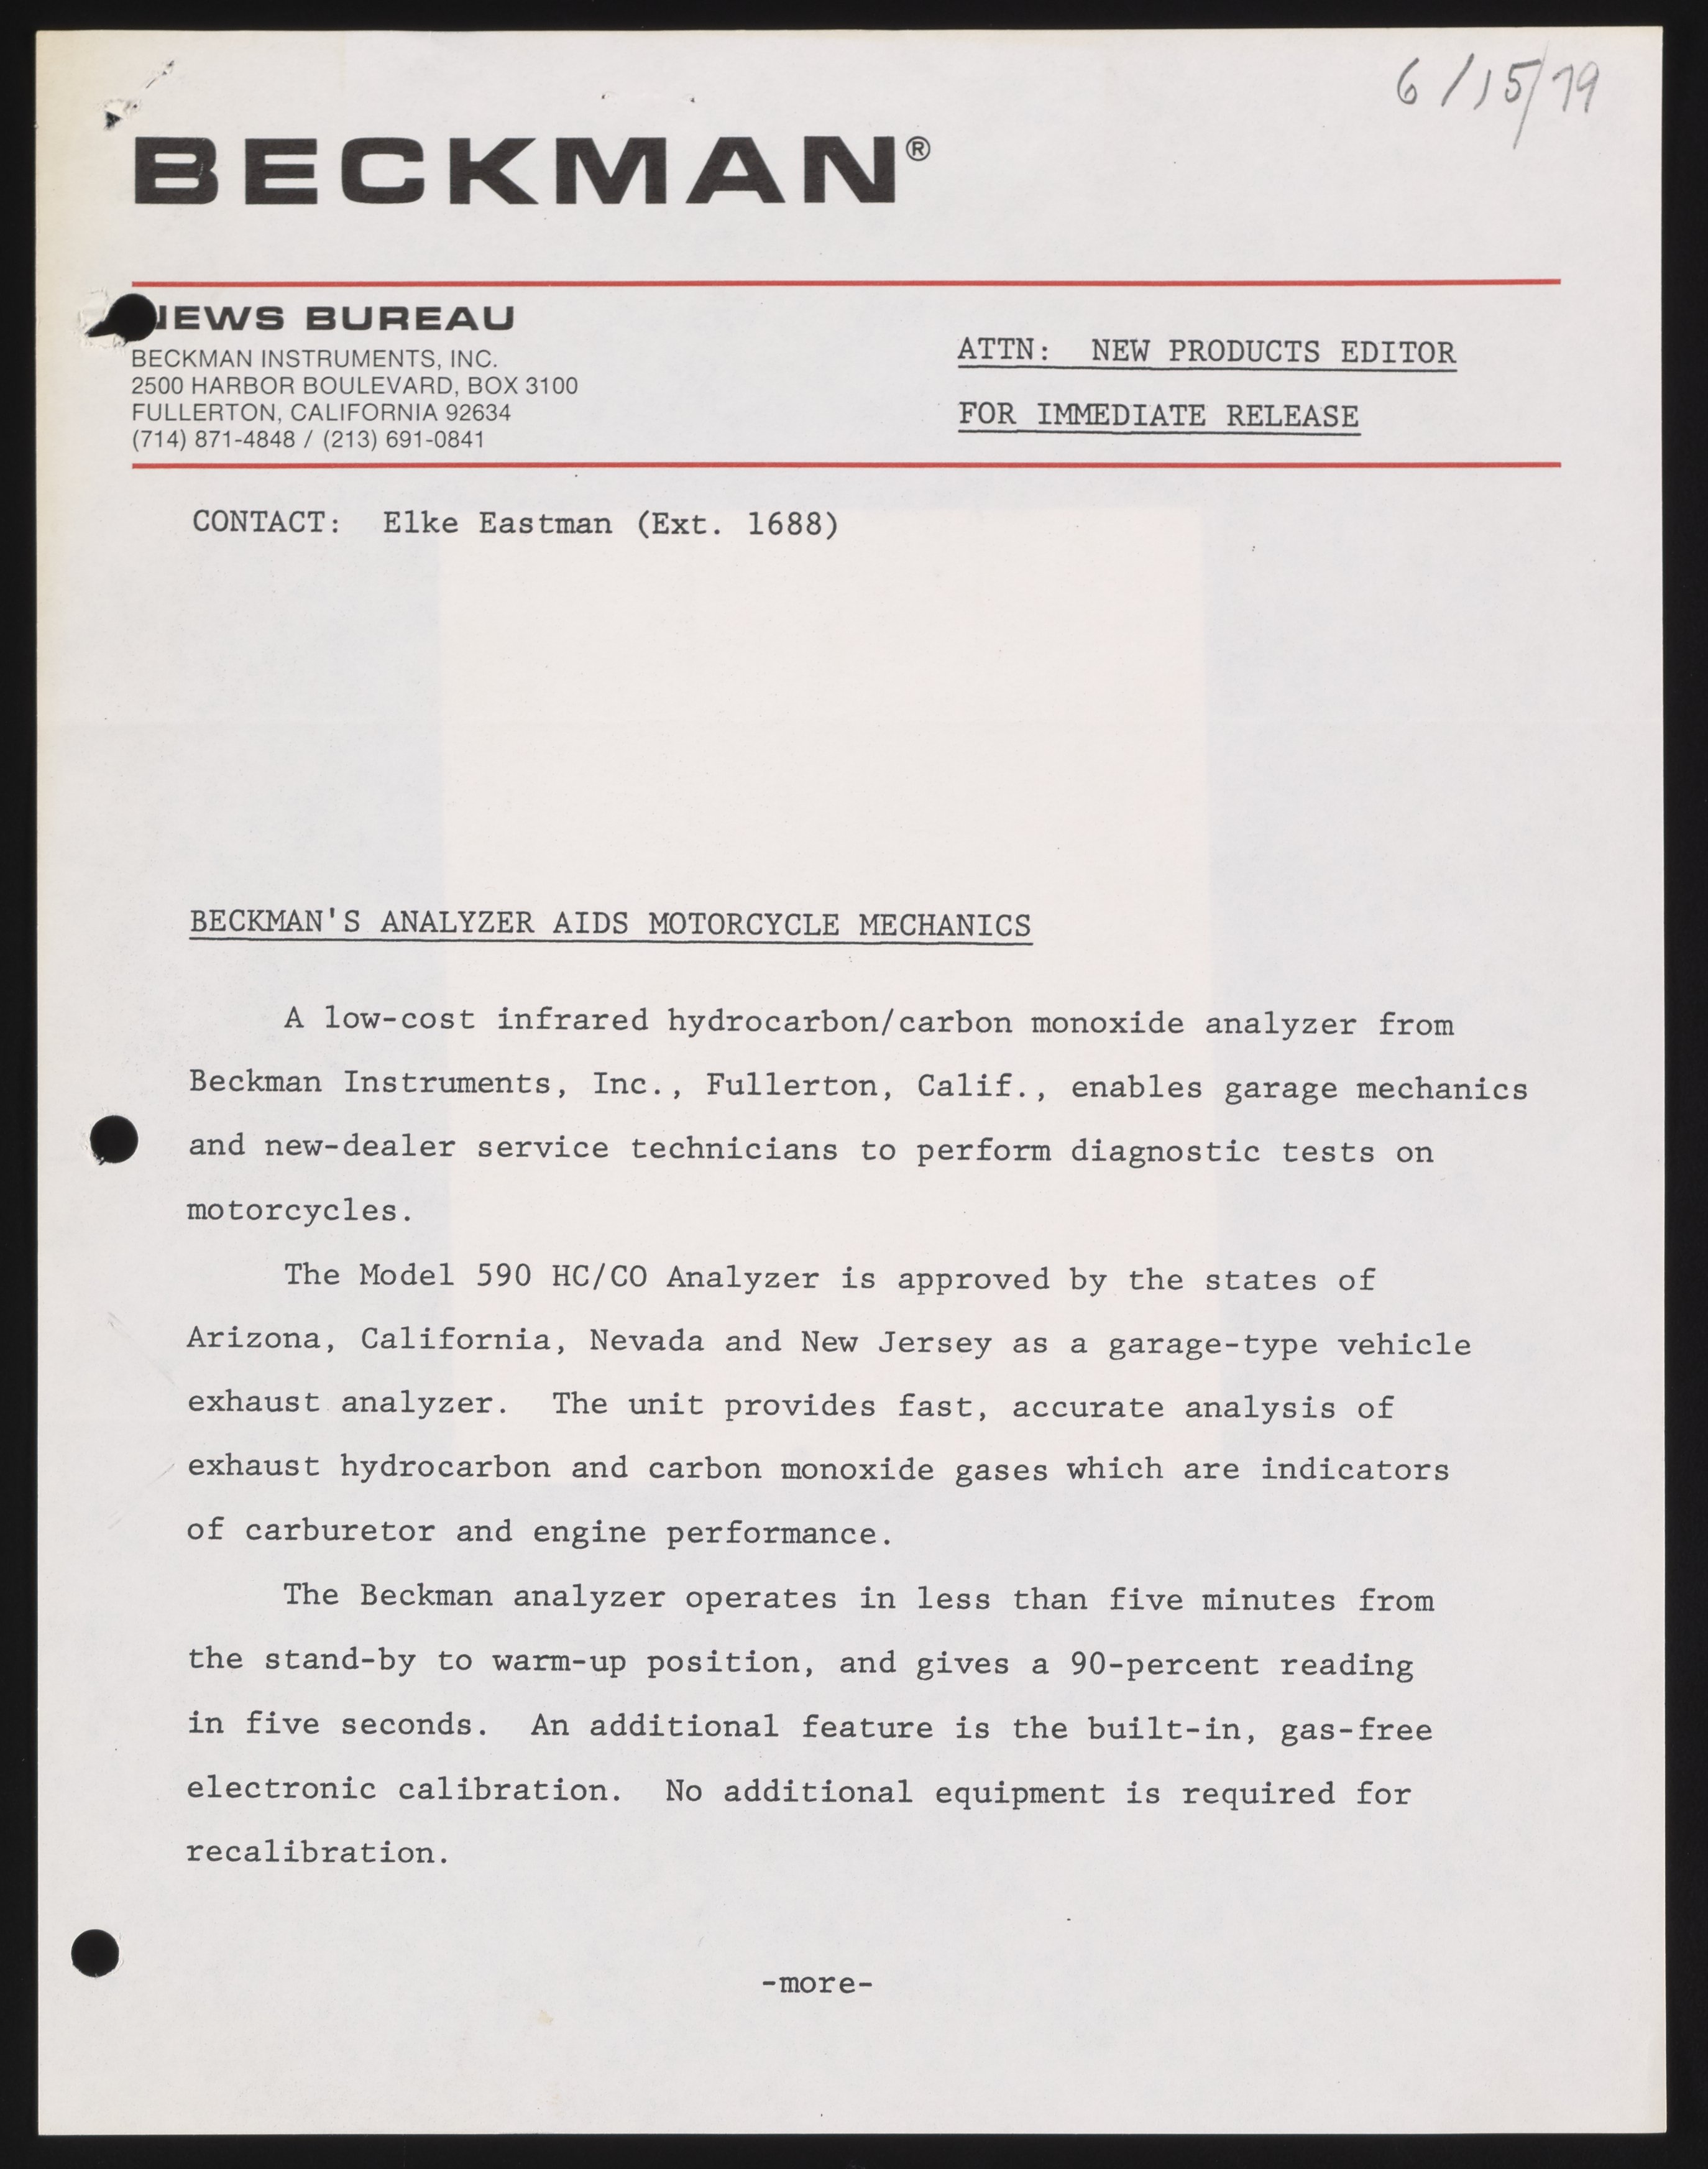 6/15/79
BECKMAN®
NEWS BUREAU
BECKMAN INSTRUMENTS, INC.
2500 HARBOR BOULEVARD, BOX 3100
FULLERTON, CALIFORNIA 92634
(714) 871-4848 / (213) 691-0841
ATTN: NEW PRODUCTS EDITOR
FOR IMMEDIATE RELEASE
CONTACT: Elke Eastman (Ext. 1688)
BECKMAN'S ANALYZER AIDS MOTORCYCLE MECHANICS
A low-cost infrared hydrocarbon/carbon monoxide analyzer from
Beckman Instruments, Inc., Fullerton, Calif., enables garage mechanics
and new-dealer service technicians to perform diagnostic tests on
motorcycles.
The Model 590 HC/CO Analyzer is approved by the states of
Arizona, California, Nevada and New Jersey as a garage-type vehicle
exhaust analyzer. The unit provides fast, accurate analysis of
exhaust hydrocarbon and carbon monoxide gases which are indicators
of carburetor and engine performance.
The Beckman analyzer operates in less than five minutes from
the stand-by to warm-up position, and gives a 90-percent reading
in five seconds. An additional feature is the built-in, gas-free
electronic calibration. No additional equipment is required for
recalibration.
-more-